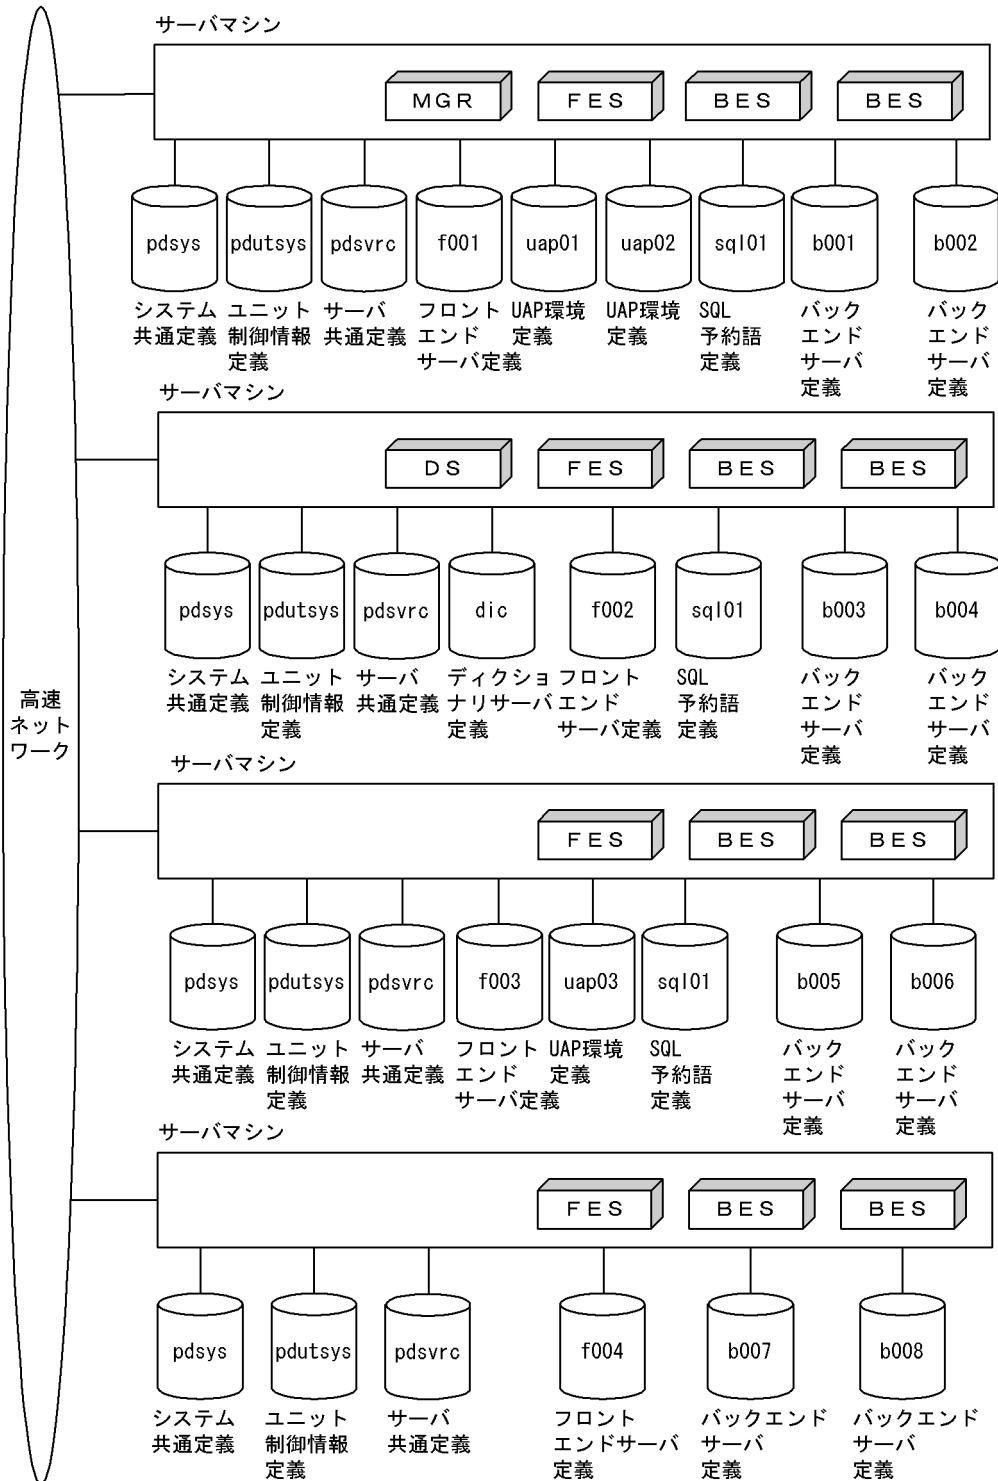 サーバマシン
MGR
FES
BES
BES
pdsys
pdutsys
pdsvrc
f001
uap01
uap02
sql01
b001
b002
システム
共通定義
ユニット
制御情報
定義
サーバ
共通定義
フロント
エンド
サーバ定義
UAP環境
定義
UAP環境
定義
SQL
予約語
定義
バック
エンド
サーバ
定義
バック
エンド
サーバ
定義
サーバマシン
DS
FES
BES
BES
pdsys
pdutsys
pdsvrc
dic
f002
sql01
b003
b004
システム
共通定義
ユニット
制御情報
定義
サーバ
共通定義
ディクショ
ナリサーバ
定義
フロント
エンド
サーバ定義
SQL
予約語
定義
バック
エンド
サーバ
定義
バック
エンド
サーバ
定義
高速
ネット
ワーク
サーバマシン
FES
BES
BES
pdsys
pdutsys
pdsvrc
f003
uap03
sql01
b005
b006
システム
共通定義
ユニット
制御情報
定義
サーバ
共通定義
フロント
エンド
サーバ定義
UAP環境
定義
SQL
予約語
定義
バック
エンド
サーバ
定義
バック
エンド
サーバ
定義
サーバマシン
FES
BES
BES
pdsys
pdutsys
pdsvrc
f004
b007
b008
システム
共通定義
ユニット
制御情報
定義
サーバ
共通定義
フロント
エンドサーバ
定義
バックエンド
サーバ
定義
バックエンド
サーバ
定義